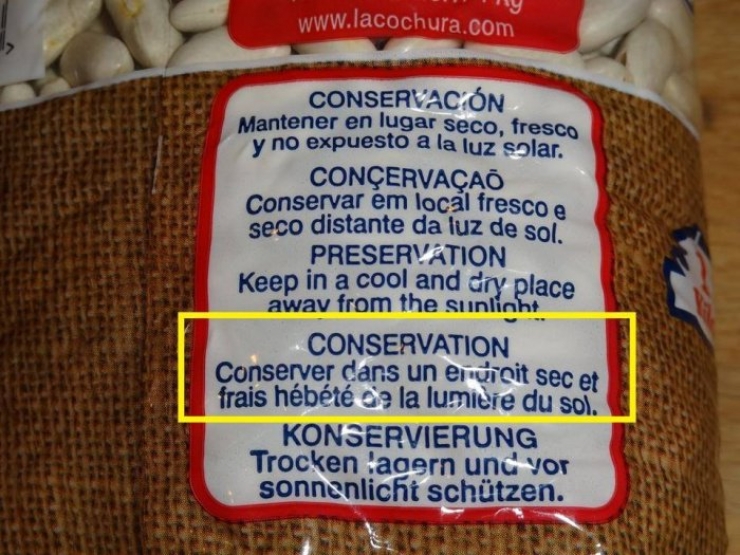 www.lacochura.com
CONSERVACIÓN
Mantener en lugar seco, fresco
y no expuesto a la luz solar.
CONÇERVAÇAÕ
Conservar em local fresco e
seco distante da luz de sol.
PRESERVATION
Keep in a cool and dry place
away from the sunlight.
CONSERVATION
Conserver dans un endroit sec et
frais hébété de la lumière du sol.
KONSERVIERUNG
Trocken lagern und vor
sonnenlicht schützen.